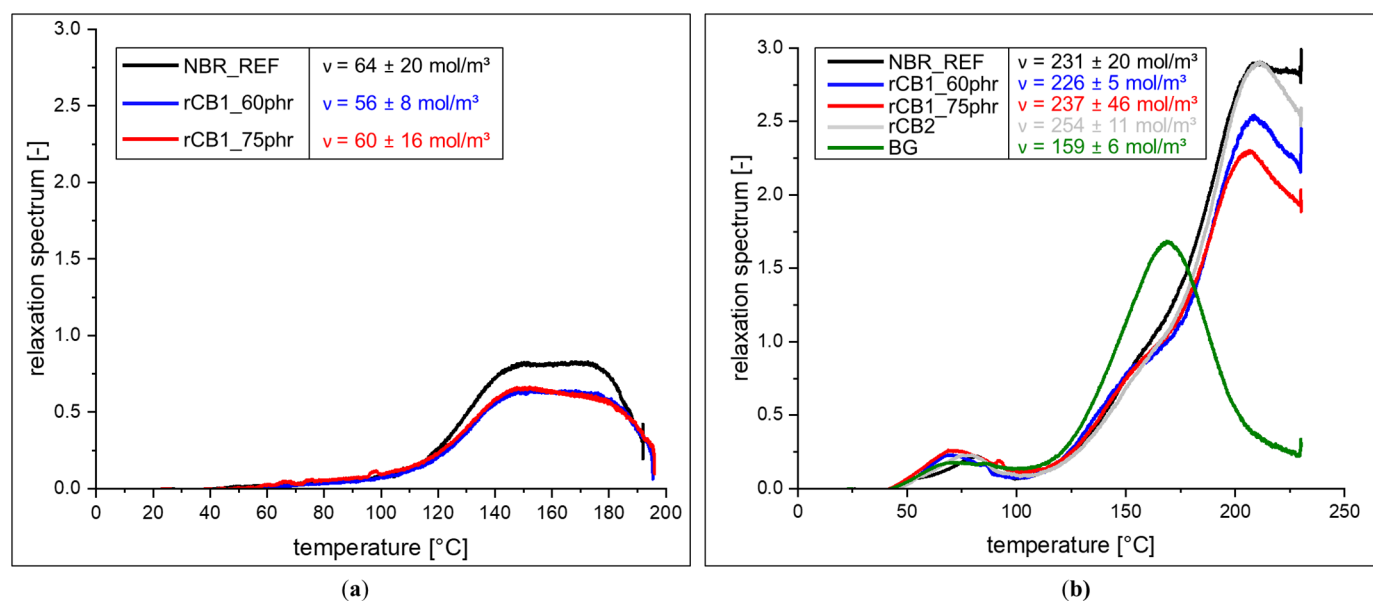 3.0
2.5
2.0
1.5
1.0
0.5
0.0
relaxation spectrum [-]
NBR_REF ν = 64 ± 20 mol/m³
rCB1_60phr ν = 56 ± 8 mol/m³
rCB1_75phr ν = 60 ± 16 mol/m³
0 20 40 60 80 100 120 140 160 180 200
temperature [°C]
(a)
3.0
2.5
2.0
1.5
1.0
0.5
0.0
relaxation spectrum [-]
NBR_REF ν = 231 ± 20 mol/m³
rCB1_60phr ν = 226 ± 5 mol/m³
rCB1_75phr ν = 237 ± 46 mol/m³
rCB2 ν = 254 ± 11 mol/m³
BG ν = 159 ± 6 mol/m³
0 50 100 150 200 250
temperature [°C]
(b)